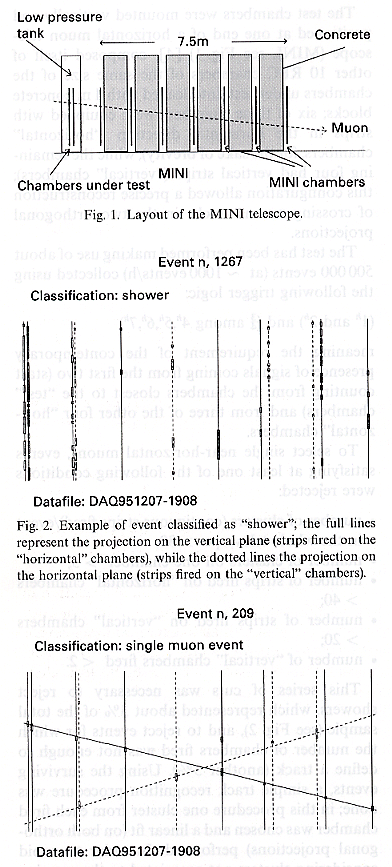 Low pressure
tank
7.5m
Concrete
Muon
Chambers under test
MINI
MINI chambers
Fig. 1. Layout of the MINI telescope.
Event n, 1267
Classification: shower
Datafile: DAQ951207-1908
Fig. 2. Example of event classified as “shower”; the full lines
represent the projection on the vertical plane (strips fired on the
“horizontal” chambers), while the dotted lines the projection on
the horizontal plane (strips fired on the “vertical” chambers).
Event n, 209
Classification: single muon event
Datafile: DAQ951207-1908